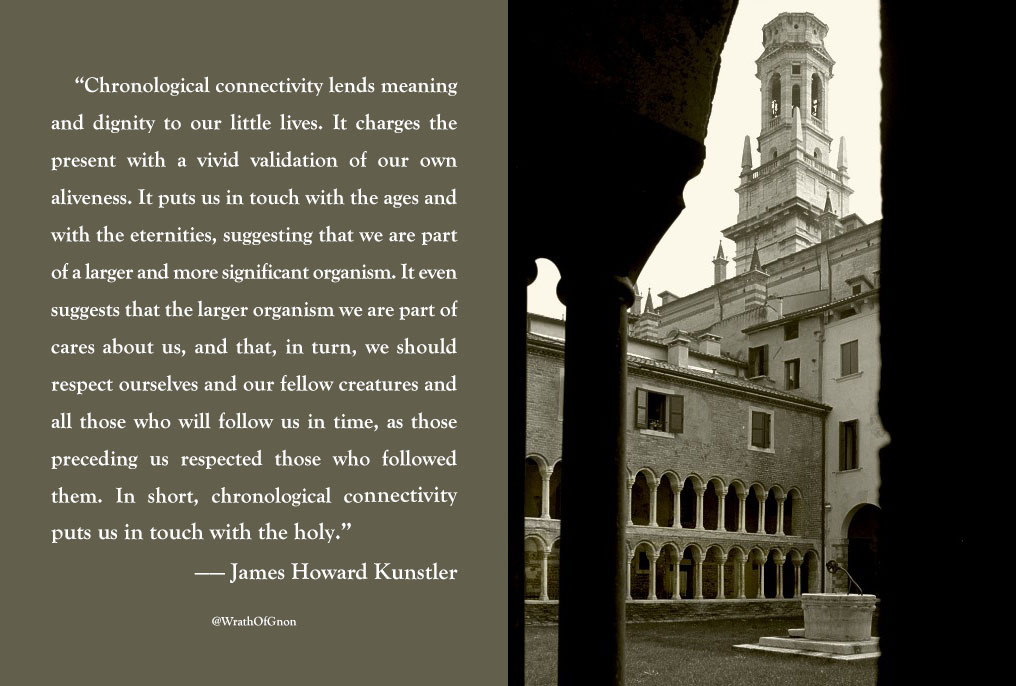 “Chronological connectivity lends meaning
and dignity to our little lives. It charges the
present with a vivid validation of our own
aliveness. It puts us in touch with the ages and
with the eternities, suggesting that we are part
of a larger and more significant organism. It even
suggests that the larger organism we are part of
cares about us, and that, in turn, we should
respect ourselves and our fellow creatures and
all those who will follow us in time, as those
preceding us respected those who followed
them. In short, chronological connectivity
puts us in touch with the holy.”
—— James Howard Kunstler
@WrathOfGnon